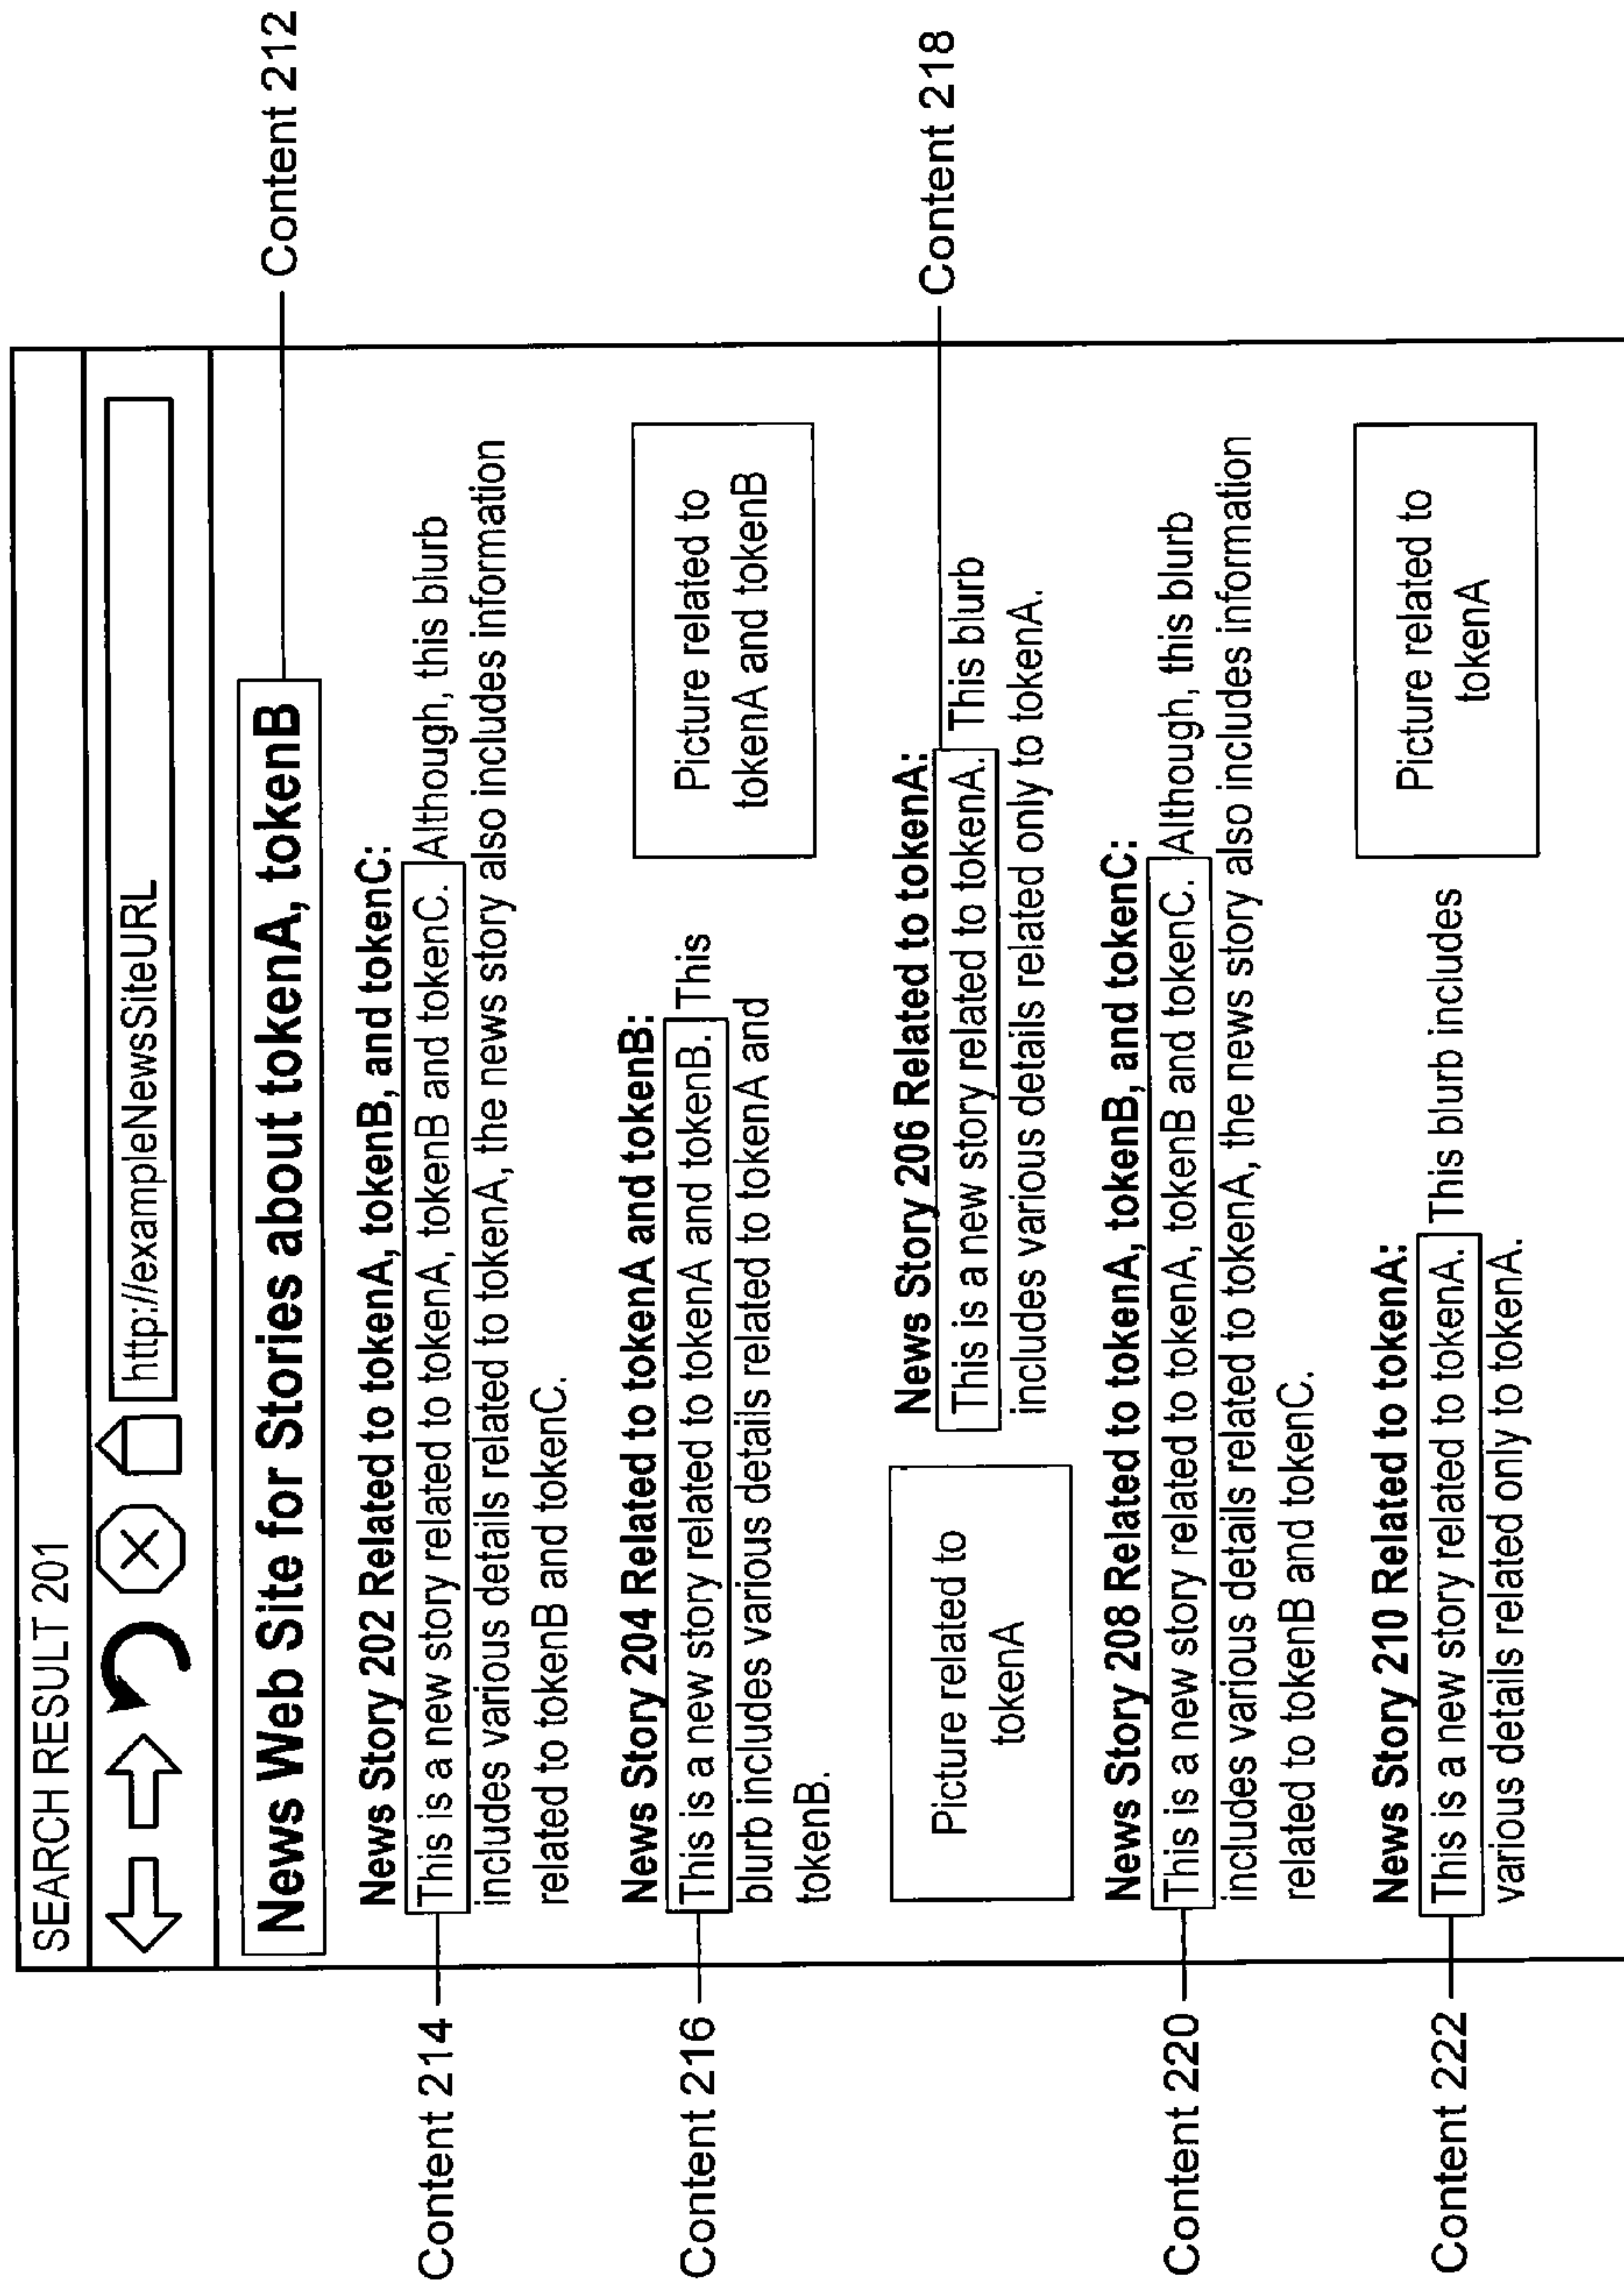 SEARCH RESULT 201
http://exampleNewsSiteURL
News Web Site for Stories about tokenA, tokenB
Content 212
News Story 202 Related to tokenA, tokenB, and tokenC:
Content 214
This is a new story related to tokenA, tokenB and tokenC. Although, this blurb
includes various details related to tokenA, the news story also includes information
related to tokenB and tokenC.
News Story 204 Related to tokenA and tokenB:
Content 216
This is a new story related to tokenA and tokenB. This
blurb includes various details related to tokenA and
tokenB.
Picture related to
tokenA and tokenB
Picture related to
tokenA
News Story 206 Related to tokenA:
This is a new story related to tokenA. This blurb
includes various details related only to tokenA.
Content 218
News Story 208 Related to tokenA, tokenB, and tokenC:
Content 220
This is a new story related to tokenA, tokenB and tokenC. Although, this blurb
includes various details related to tokenA, the news story also includes information
related to tokenB and tokenC.
News Story 210 Related to tokenA:
Content 222
This is a new story related to tokenA. This blurb includes
various details related only to tokenA.
Picture related to
tokenA